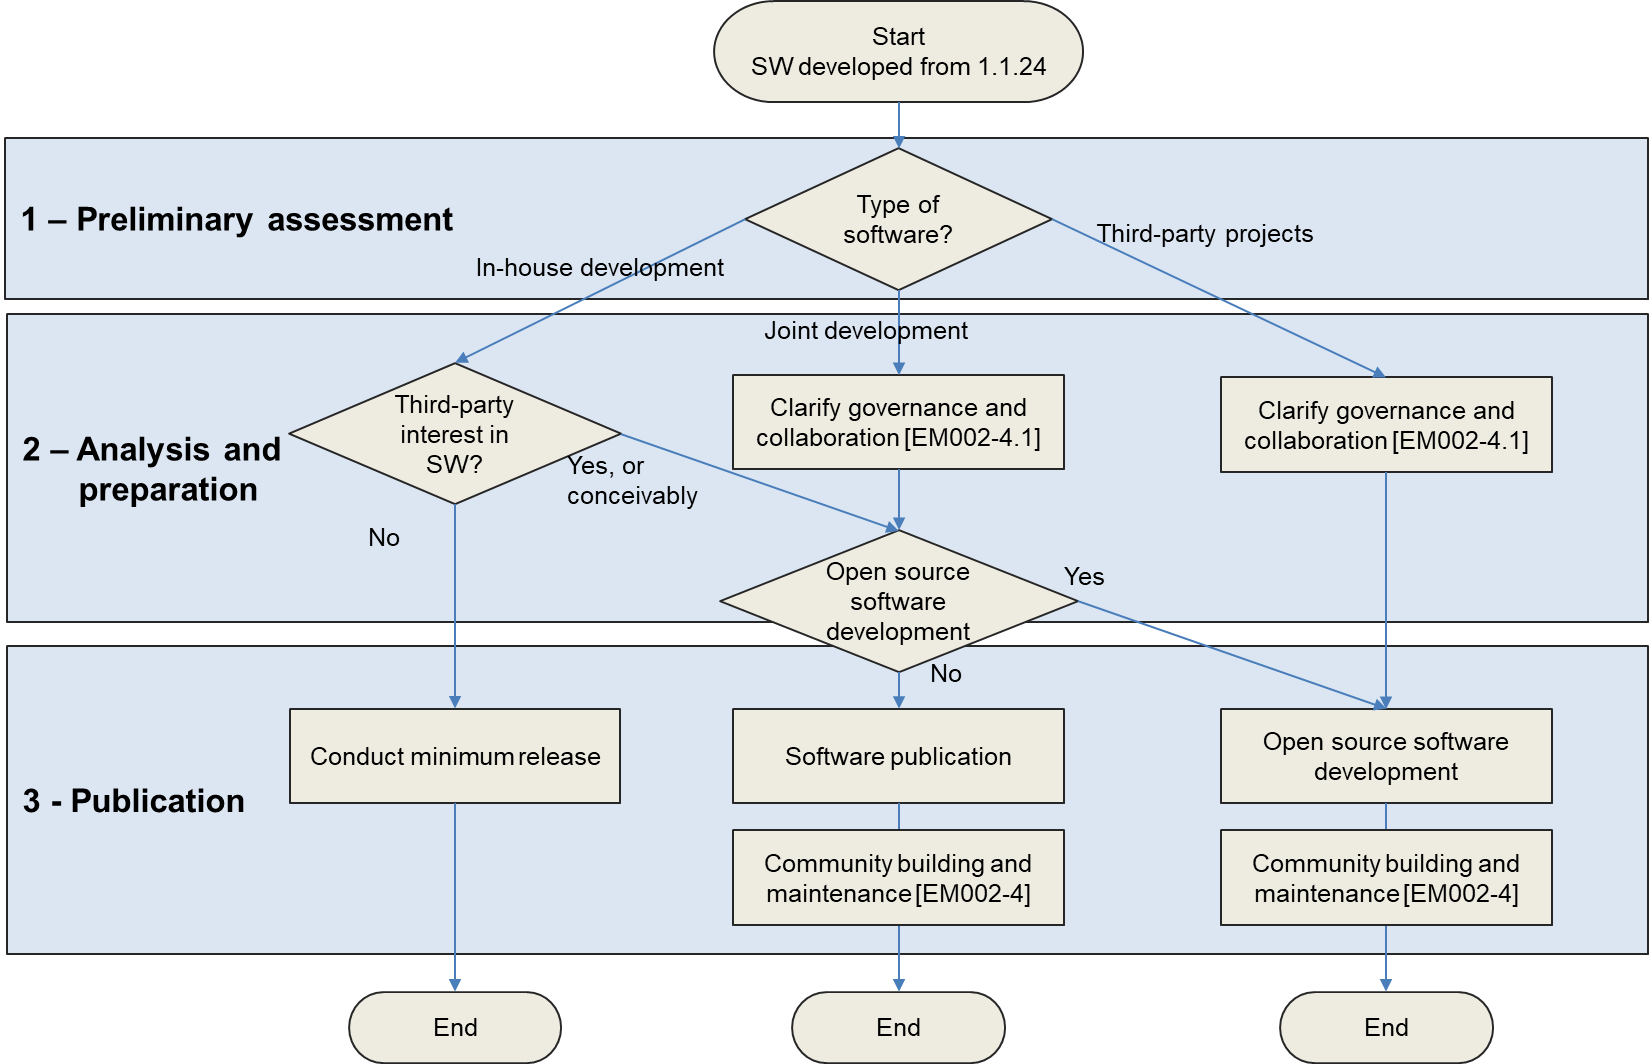 Start
SW developed from 1.1.24
1 – Preliminary assessment
Type of
software?
Third-party projects
In-house development
Joint development
Third-party
interest in
SW?
Clarify governance and
collaboration [EM002-4.1]
Clarify governance and
collaboration [EM002-4.1]
2 – Analysis and
preparation
Yes, or
conceivably
No
Open source
software
development
Yes
No
Conduct minimum release
Software publication
Open source software
development
3 - Publication
Community building and
maintenance [EM002-4]
Community building and
maintenance [EM002-4]
End
End
End